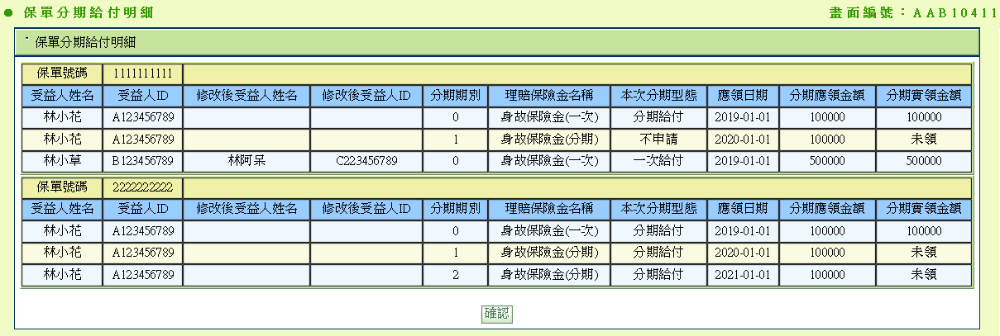 保單分期給付明細 畫面編號：AAB10411
保單分期給付明細
保單號碼 1111111111
受益人姓名 受益人ID 修改後受益人姓名 修改後受益人ID 分期期別 理賠保險金名稱 本次分期型態 應領日期 分期應領金額 分期實領金額
林小花 A123456789 0 身故保險金(一次) 分期給付 2019-01-01 100000 100000
林小花 A123456789 1 身故保險金(分期) 不申請 2020-01-01 100000 未領
林小草 B123456789 林阿呆 C223456789 0 身故保險金(一次) 一次給付 2019-01-01 500000 500000
保單號碼 2222222222
受益人姓名 受益人ID 修改後受益人姓名 修改後受益人ID 分期期別 理賠保險金名稱 本次分期型態 應領日期 分期應領金額 分期實領金額
林小花 A123456789 0 身故保險金(一次) 分期給付 2019-01-01 100000 100000
林小花 A123456789 1 身故保險金(分期) 分期給付 2020-01-01 100000 未領
林小花 A123456789 2 身故保險金(分期) 分期給付 2021-01-01 100000 未領
確認